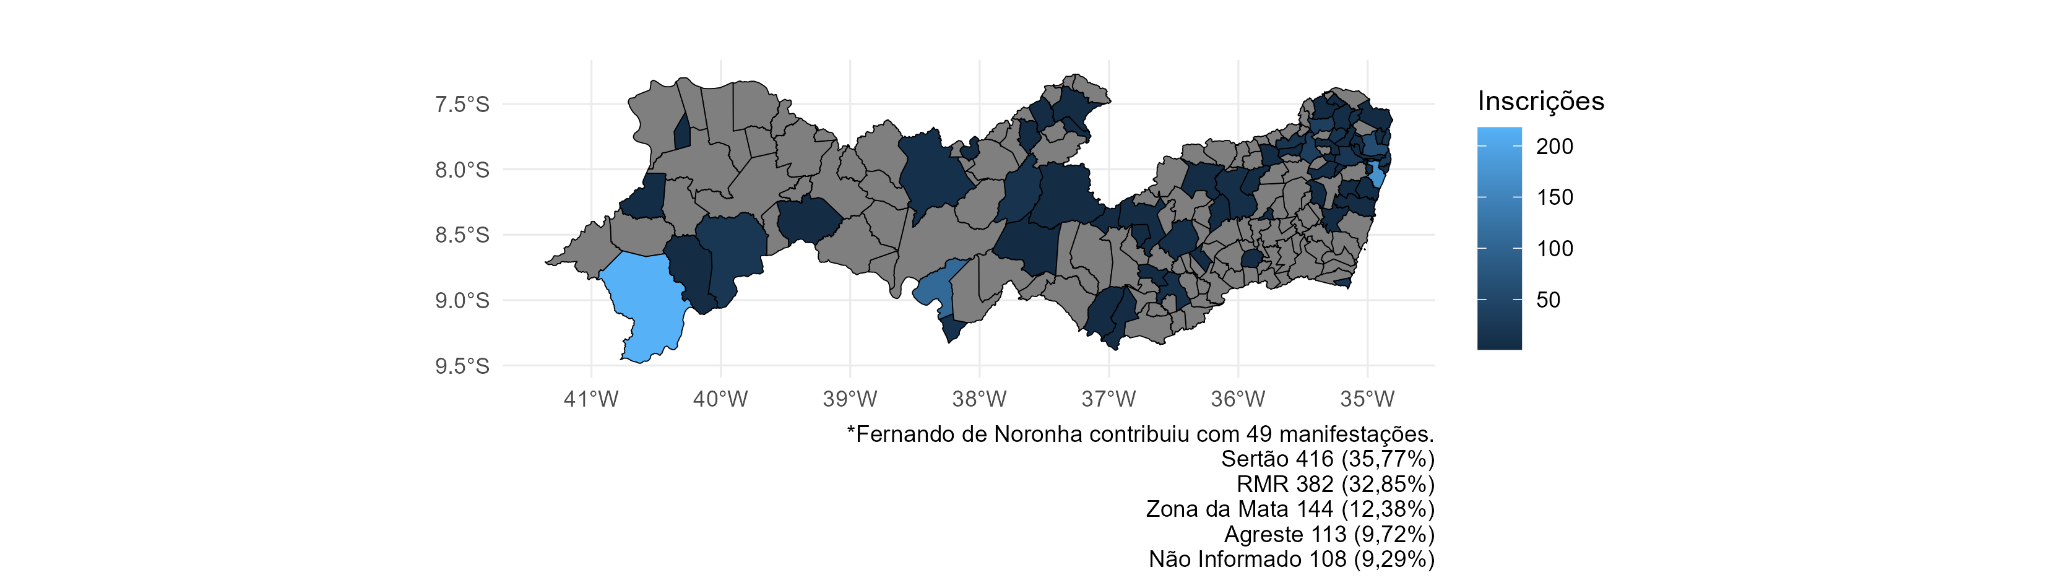 Inscrições
200
150
100
50
7.5°S
8.0°S
8.5°S
9.0°S
9.5°S
41°W 40°W 39°W 38°W 37°W 36°W 35°W
*Fernando de Noronha contribuiu com 49 manifestações.
Sertão 416 (35,77%)
RMR 382 (32,85%)
Zona da Mata 144 (12,38%)
Agreste 113 (9,72%)
Não Informado 108 (9,29%)